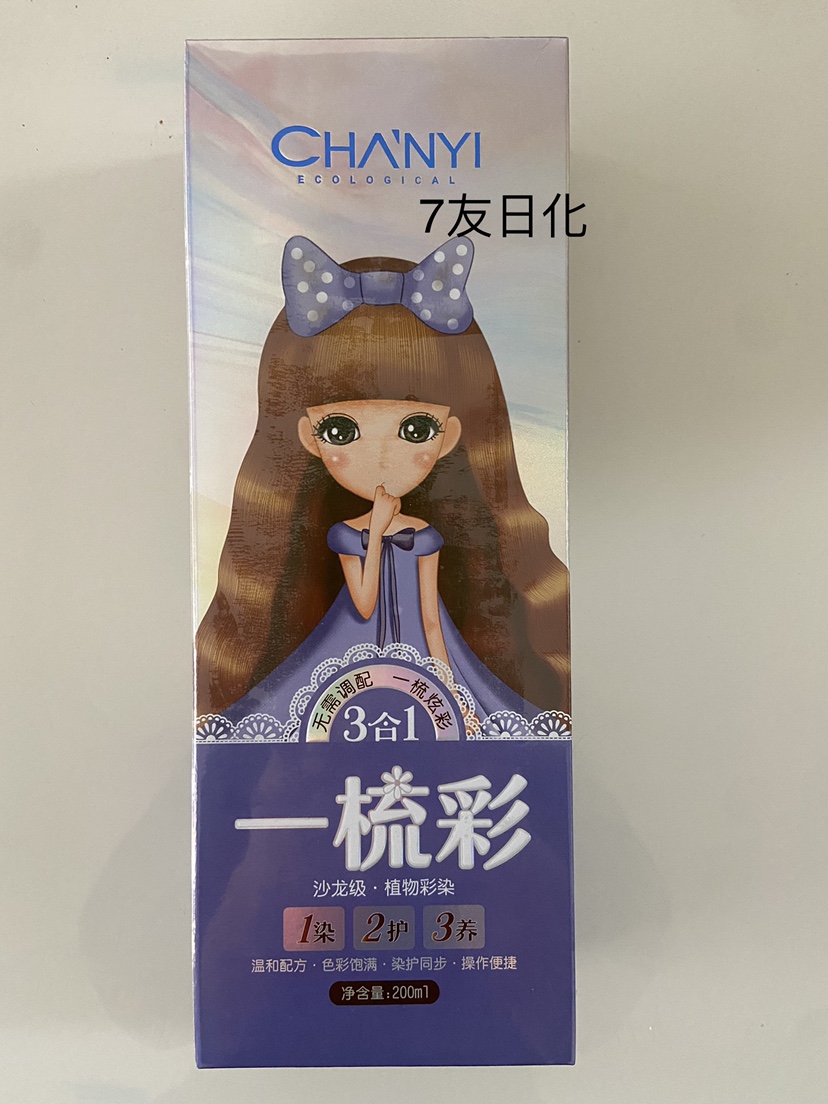 CHA'NYI
ECOLOGICAL
7友日化
无需调配 一梳炫彩
3合1
一梳彩
沙龙级·植物彩染
1染 2护 3养
温和配方·色彩饱满·染护同步·操作便捷
净含量:200ml